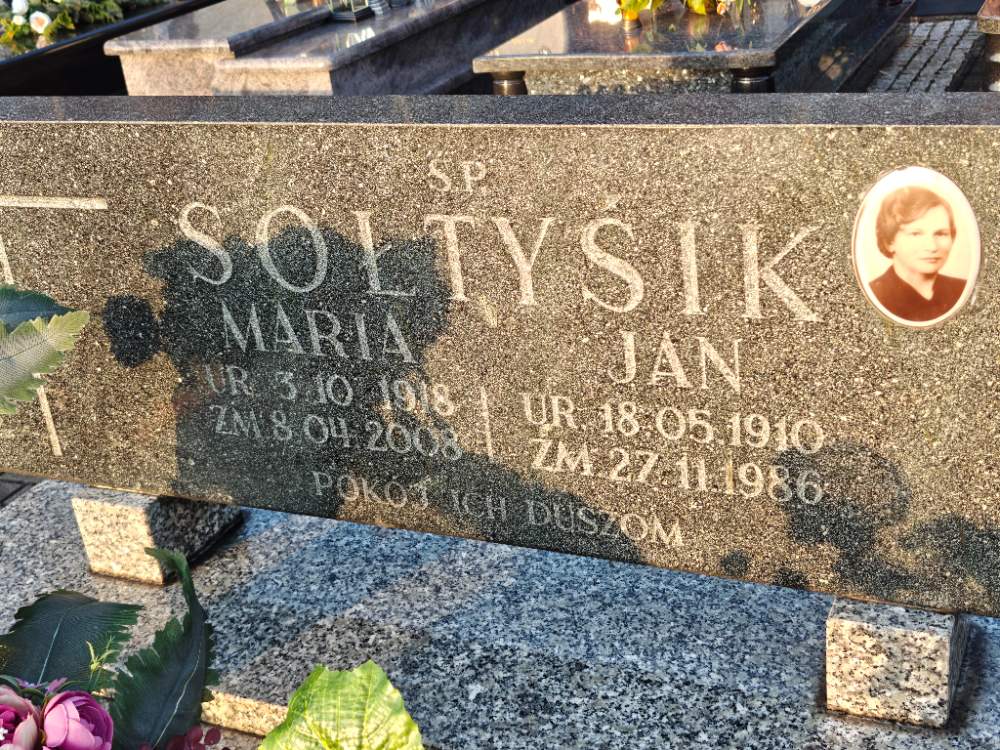 Ś.P.
SOŁTYŚIK
MARIA
UR. 3.10.1918
ZM.8.04.2008
JAN
UR.18.05.1910
ZM.27.11.1986
POKÓJ ICH DUSZOM